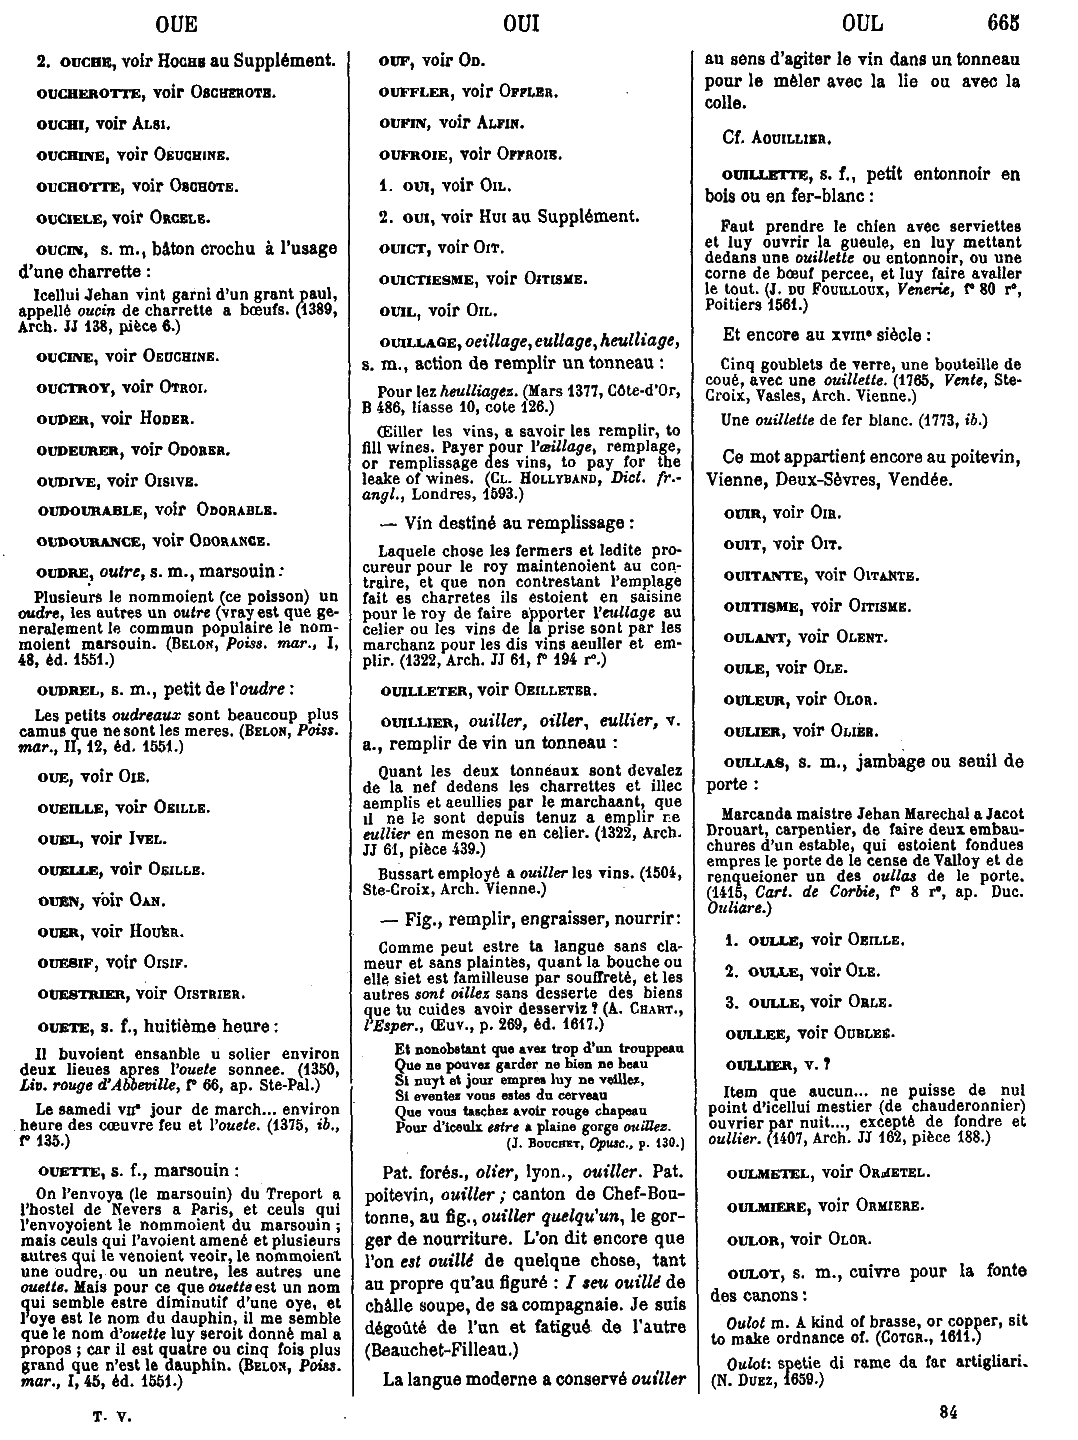 OUE
OUI
OUL
665
2. OUCHE, voir HOCHE au Supplément.
OUCHEROTTE, voir OSCHEROTE.
OUCHI, voir ALSI.
OUCHINE, voir OEUCHINE.
OUCHOTTE, voir OSCHOTE.
OUCIELE, voir ORCELE.
OUCIN, s. m., bâton crochu à l'usage
d'une charrette :
Icellui Jehan vint garni d'un grant paul,
appellé oucin de charrette a bœufs. (1389,
Arch. JJ 138, pièce 6.)
OUCINE, voir OEUCHINE.
OUCTROY, voir OTROI.
OUDER, voir HODER.
OUDEURER, voir ODORER.
OUDIVE, voir OISIVE.
OUDOURABLE, voir ODORABLE.
OUDOURANCE, voir ODORANCE.
OUDRE, outre, s. m., marsouin :
Plusieurs le nommoient (ce poisson) un
oudre, les autres un outre (vray est que ge-
neralement le commun populaire le nom-
moient marsouin. (BELON, Poiss. mar., I,
48, éd. 1551.)
OUDREL, s. m., petit de l'oudre :
Les petits oudreaux sont beaucoup plus
camus que ne sont les meres. (BELON, Poiss.
mar., II, 12, éd. 1551.)
OUE, voir OIE.
OUEILLE, voir OEILLE.
OUEL, voir IVEL.
OUELLE, voir OEILLE.
OUEN, voir OAN.
OUER, voir HOUER.
OUESIF, voir OISIF.
OUESTRIER, voir OISTRIER.
OUETE, s. f., huitième heure :
Il buvoient ensanble u solier environ
deux lieues apres l'ouete sonnee. (1350,
Liv. rouge d'Abbeville, f° 66, ap. Ste-Pal.)
Le samedi VII° jour de march... environ
heure des cœuvre feu et l'ouete. (1375, ib.,
f° 135.)
OUETTE, s. f., marsouin :
On l'envoya (le marsouin) du Treport a
l'hostel de Nevers a Paris, et ceuls qui
l'envoyoient le nommoient du marsouin ;
mais ceuls qui l'avoient amené et plusieurs
autres qui le venoient veoir, le nommoient
une oudre, ou un neutre, les autres une
ouette. Mais pour ce que ouette est un nom
qui semble estre diminutif d'une oye, et
l'oye est le nom du dauphin, il me semble
que le nom d'ouette luy seroit donné mal a
propos ; car il est quatre ou cinq fois plus
grand que n'est le dauphin. (BELON, Poiss.
mar., I, 45, éd. 1551.)
T. V.
OUF, voir OD.
OUFFLER, voir OFFLER.
OUFIN, voir ALFIN.
OUFROIE, voir OFFROIE.
1. OUI, voir OIL.
2. OUI, voir HUI au Supplément.
OUICT, voir OIT.
OUICTIESME, voir OITISME.
OUIL, voir OIL.
OUILLAGE, oeillage, eullage, heulliage,
s. m., action de remplir un tonneau :
Pour lez heulliagez. (Mars 1377, Côte-d'Or,
B 486, liasse 10, cote 126.)
Œiller les vins, a savoir les remplir, to
fill wines. Payer pour l'œillage, remplage,
or remplissage des vins, to pay for the
leake of wines. (CL. HOLLYBAND, Dict. fr.-
angl., Londres, 1593.)
— Vin destiné au remplissage :
Laquele chose les fermers et ledite pro-
cureur pour le roy maintenoient au con-
traire, et que non contrestant l'emplage
fait es charretes ils estoient en saisine
pour le roy de faire apporter l'eullage au
celier ou les vins de la prise sont par les
marchanz pour les dis vins aeuller et em-
plir. (1322, Arch. JJ 61, f° 194 r°.)
OUILLETER, voir OEILLETER.
OUILLIER, ouiller, oiller, eullier, v.
a., remplir de vin un tonneau :
Quant les deux tonneaux sont devalez
de la nef dedens les charrettes et illec
aemplis et aeullies par le marchaant, que
il ne le sont depuis tenuz a emplir ne
eullier en meson ne en celier. (1322, Arch.
JJ 61, pièce 439.)
Bussart employé a ouiller les vins. (1504,
Ste-Croix, Arch. Vienne.)
— Fig., remplir, engraisser, nourrir :
Comme peut estre ta langue sans cla-
meur et sans plaintes, quant la bouche ou
elle siet est familleuse par souffreté, et les
autres sont oillez sans desserte des biens
que tu cuides avoir desserviz ? (A. CHART.,
l'Esper., Œuv., p. 269, éd. 1617.)
Et nonobstant que avez trop d'un trouppeau
Que ne pouvez garder ne bien ne beau
Si nuyt et jour empres luy ne veillez,
Si eventez vous estes du cerveau
Que vous taschez avoir rouge chapeau
Pour d'iceulx estre a plaine gorge ouillez.
(J. BOUCHET, Opusc., p. 130.)
Pat. forés., olier, lyon., ouiller. Pat.
poitevin, ouiller ; canton de Chef-Bou-
tonne, au fig., ouiller quelqu'un, le gor-
ger de nourriture. L'on dit encore que
l'on est ouillé de quelque chose, tant
au propre qu'au figuré : I seu ouillé de
châlle soupe, de sa compagnaie. Je suis
dégoûté de l'un et fatigué de l'autre
(Beauchet-Filleau.)
La langue moderne a conservé ouiller
au sens d'agiter le vin dans un tonneau
pour le mêler avec la lie ou avec la
colle.
Cf. AOUILLIER.
OUILLETTE, s. f., petit entonnoir en
bois ou en fer-blanc :
Faut prendre le chien avec serviettes
et luy ouvrir la gueule, en luy mettant
dedans une ouillette ou entonnoir, ou une
corne de bœuf percee, et luy faire avaller
le tout. (J. DU FOUILLOUX, Venerie, f° 80 r°,
Poitiers 1561.)
Et encore au XVIII° siècle :
Cinq goublets de verre, une bouteille de
coué, avec une ouillette. (1765, Vente, Ste-
Croix, Vasles, Arch. Vienne.)
Une ouillette de fer blanc. (1773, ib.)
Ce mot appartient encore au poitevin,
Vienne, Deux-Sèvres, Vendée.
OUIR, voir OIR.
OUIT, voir OIT.
OUITANTE, voir OITANTE.
OUITISME, voir OITISME.
OULANT, voir OLENT.
OULE, voir OLE.
OULEUR, voir OLOR.
OULIER, voir OLIER.
OULLAS, s. m., jambage ou seuil de
porte :
Marcanda maistre Jehan Marechal a Jacot
Drouart, carpentier, de faire deux embau-
chures d'un estable, qui estoient fondues
empres le porte de le cense de Valloy et de
renqueioner un des oullas de le porte.
(1415, Cart. de Corbie, f° 8 r°, ap. Duc.
Ouliare.)
1. OULLE, voir OEILLE.
2. OULLE, voir OLE.
3. OULLE, voir ORLE.
OULLEE, voir OUBLEE.
OULLIER, v. ?
Item que aucun... ne puisse de nul
point d'icellui mestier (de chauderonnier)
ouvrier par nuit..., excepté de fondre et
oullier. (1407, Arch. JJ 162, pièce 188.)
OULMETEL, voir ORMETEL.
OULMIERE, voir ORMIERE.
OULOR, voir OLOR.
OULOT, s. m., cuivre pour la fonte
des canons :
Oulot m. A kind of brasse, or copper, sit
to make ordnance of. (COTGR., 1611.)
Oulot: spetie di rame da far artigliari.
(N. DUEZ, 1659.)
84